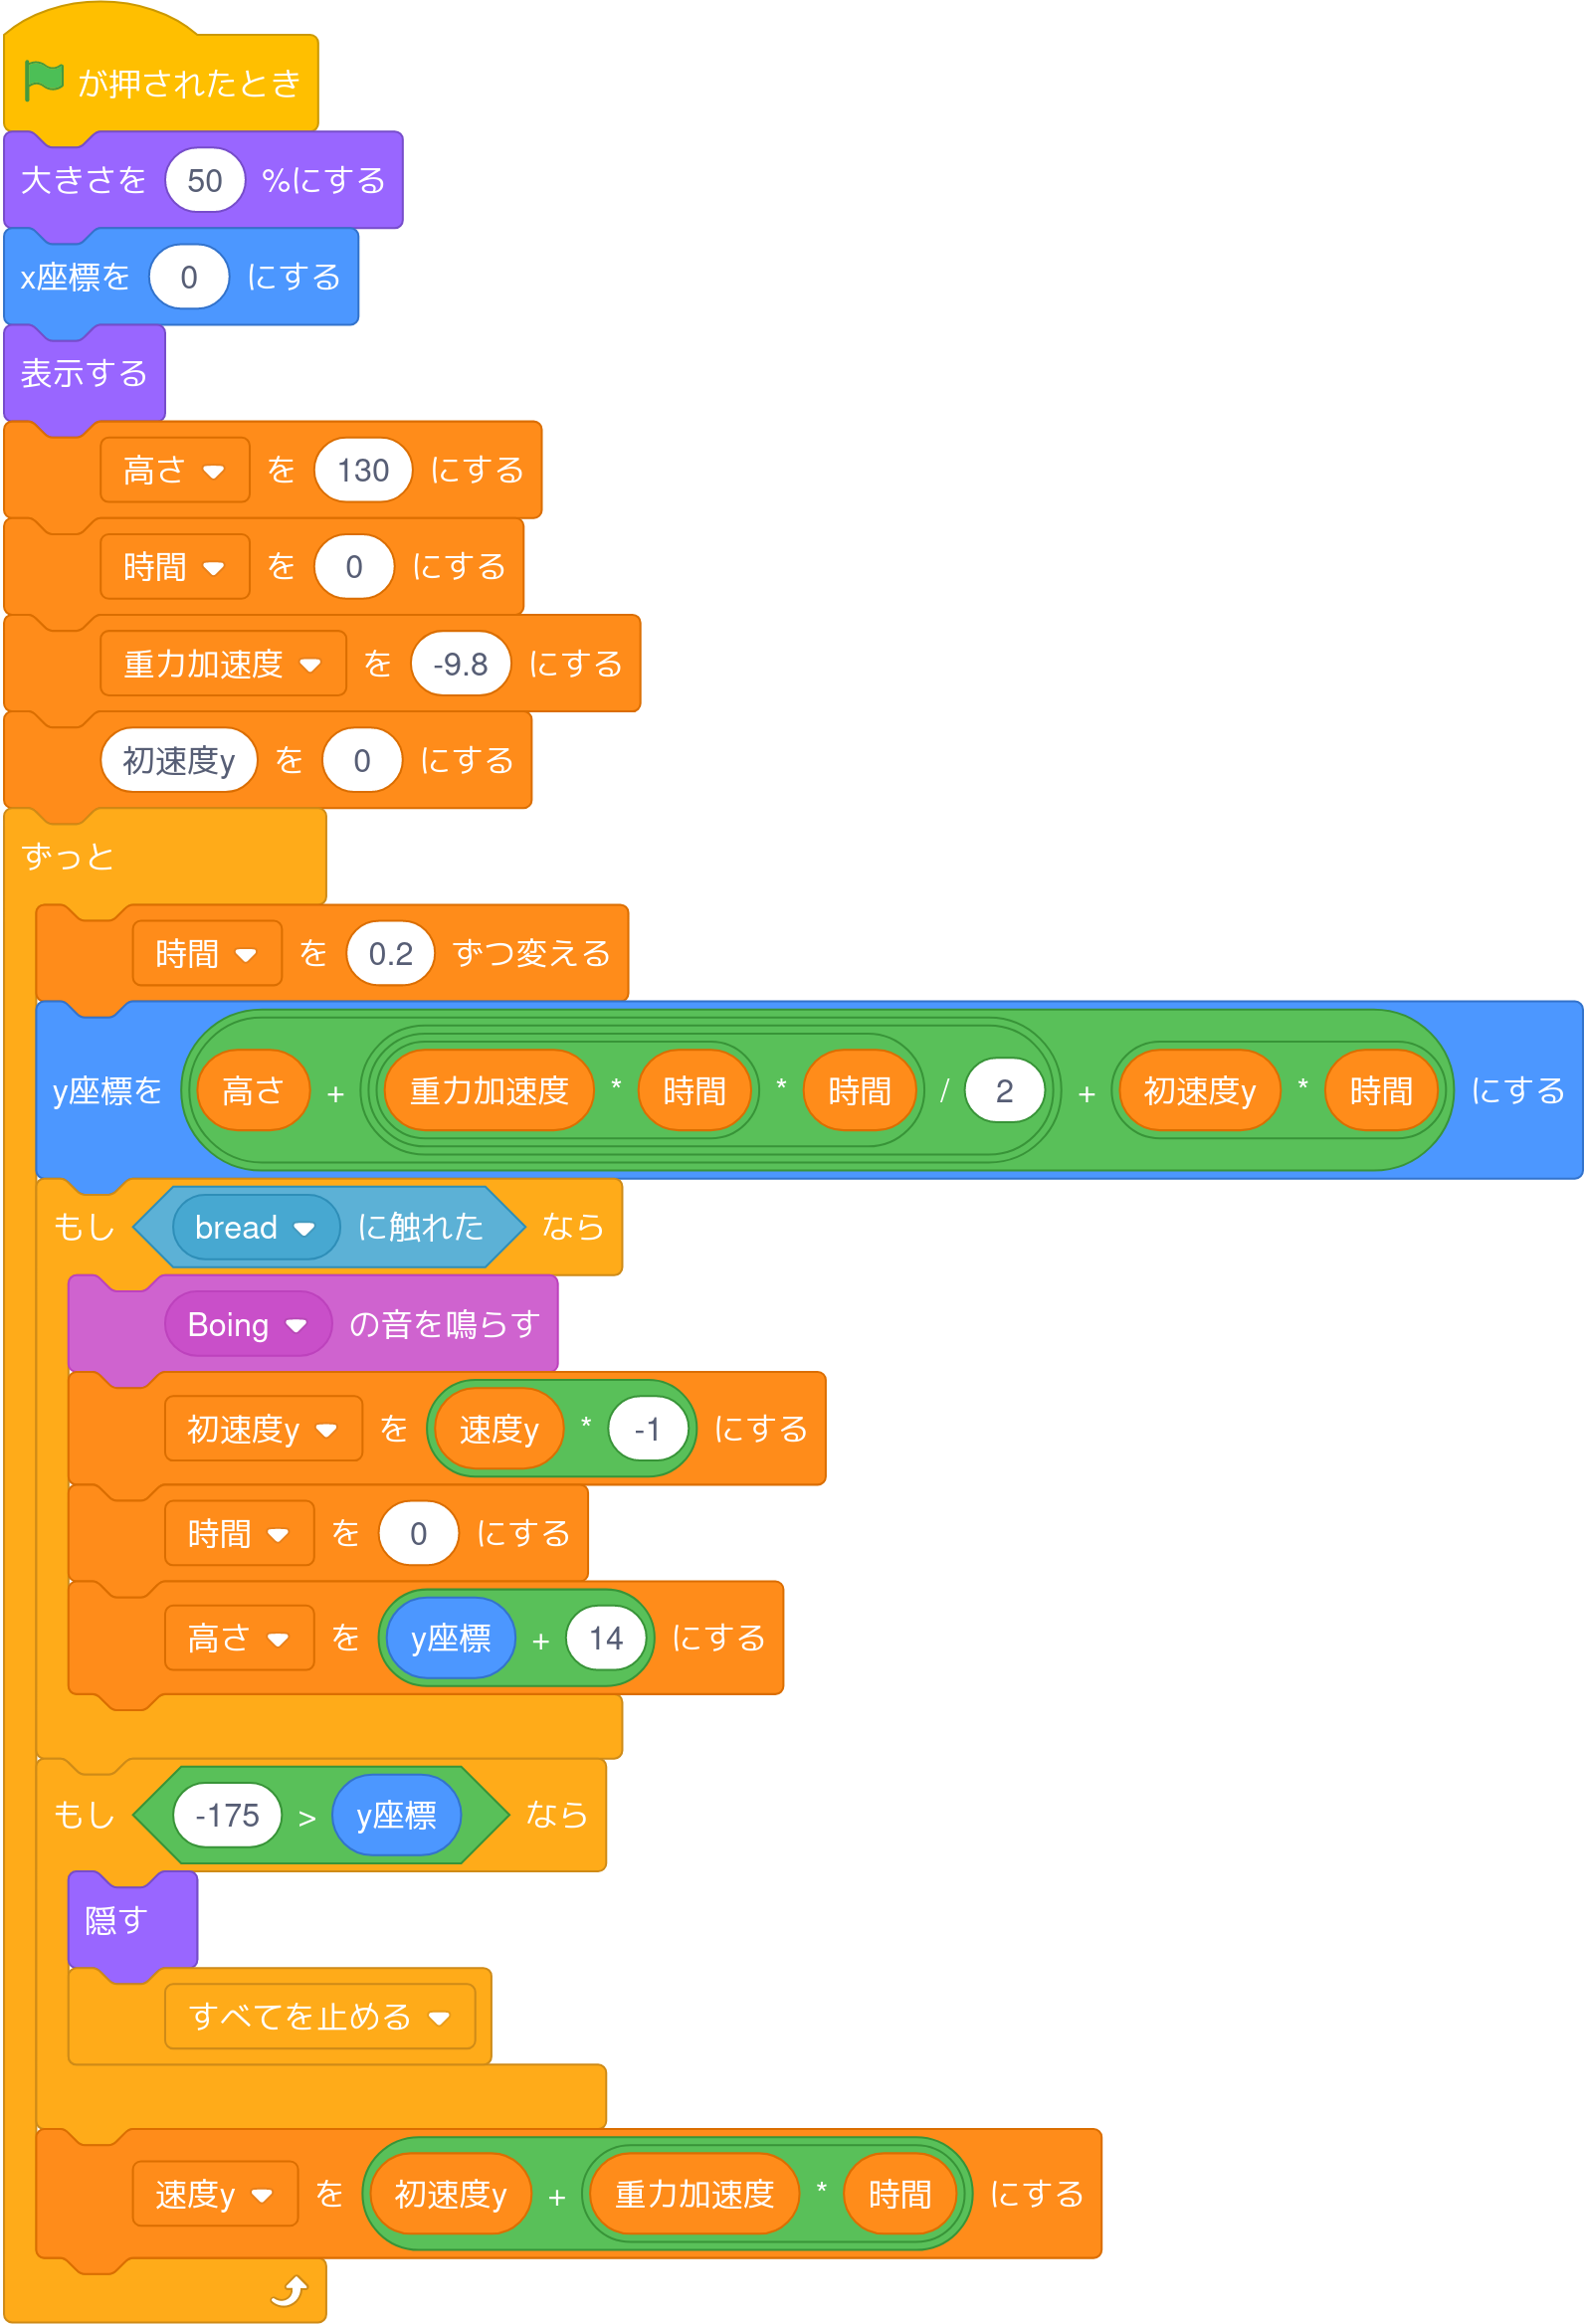 が押されたとき
大きさを 50 %にする
x座標を 0 にする
表示する
高さ を 130 にする
時間 を 0 にする
重力加速度 を -9.8 にする
初速度y を 0 にする
ずっと
時間 を 0.2 ずつ変える
y座標を 高さ + 重力加速度 * 時間 * 時間 / 2 + 初速度y * 時間 にする
もし bread に触れた なら
Boing の音を鳴らす
初速度y を 速度y * -1 にする
時間 を 0 にする
高さ を y座標 + 14 にする
もし -175 > y座標 なら
隠す
すべてを止める
速度y を 初速度y + 重力加速度 * 時間 にする